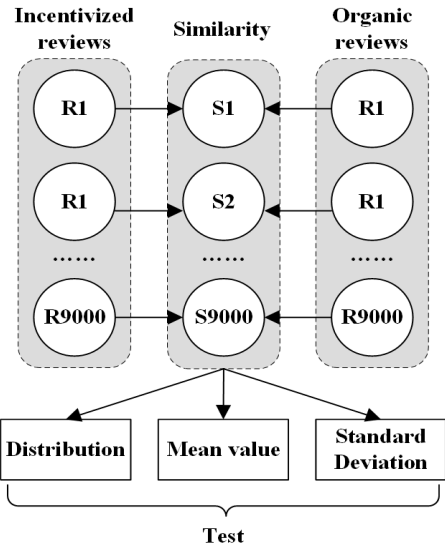 Incentivized
reviews
Similarity
Organic
reviews
R1
S1
R1
R1
S2
R1
......
......
......
R9000
S9000
R9000
Distribution
Mean value
Standard
Deviation
Test